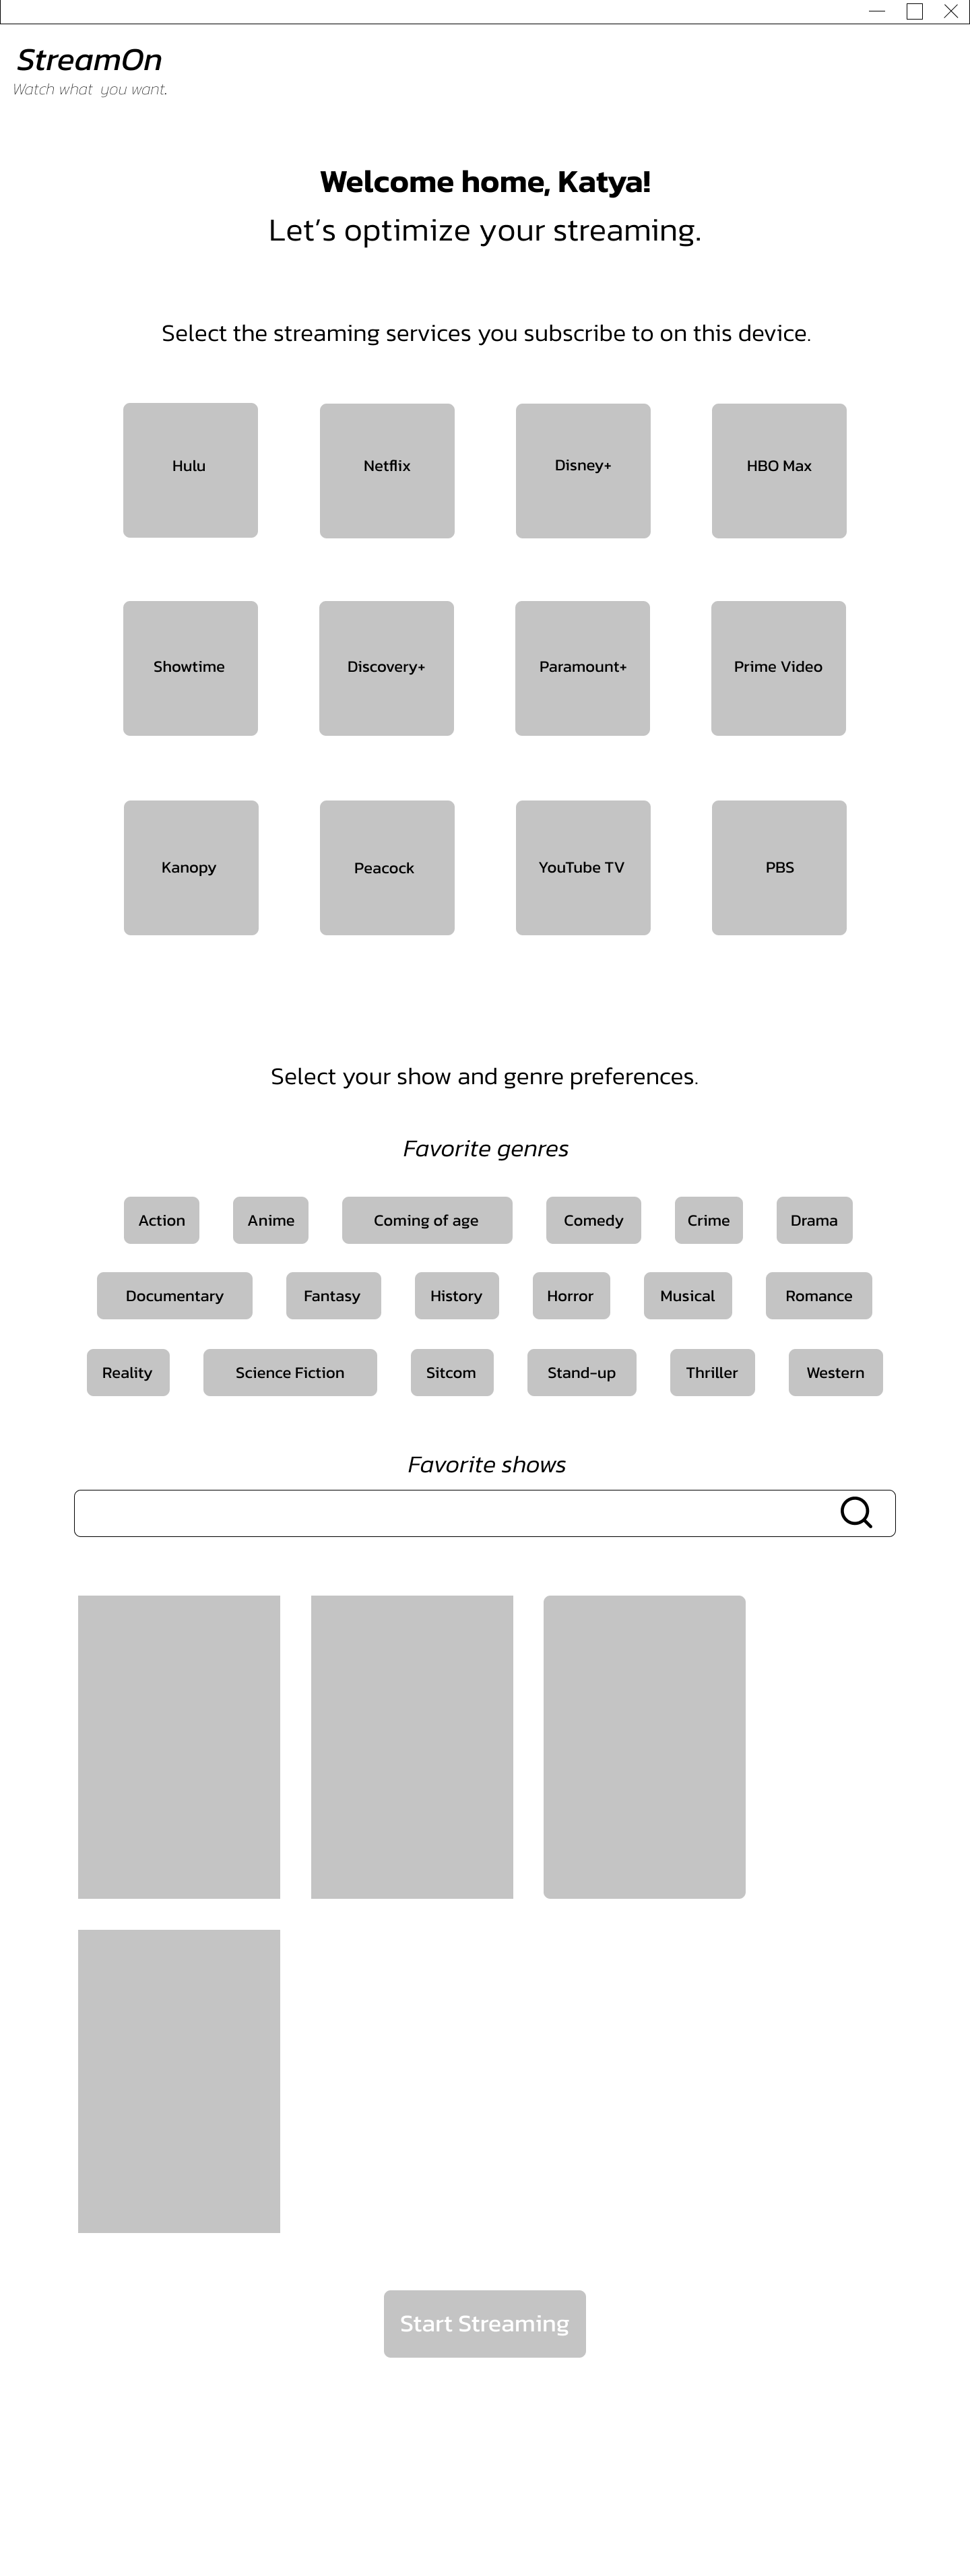 StreamOn
Watch what you want.
Welcome home, Katya!
Let's optimize your streaming.
Select the streaming services you subscribe to on this device.
Hulu
Netflix
Disney+
HBO Max
Showtime
Discovery+
Paramount+
Prime Video
Kanopy
Peacock
YouTube TV
PBS
Select your show and genre preferences.
Favorite genres
Action
Anime
Coming of age
Comedy
Crime
Drama
Documentary
Fantasy
History
Horror
Musical
Romance
Reality
Science Fiction
Sitcom
Stand-up
Thriller
Western
Favorite shows
Start Streaming